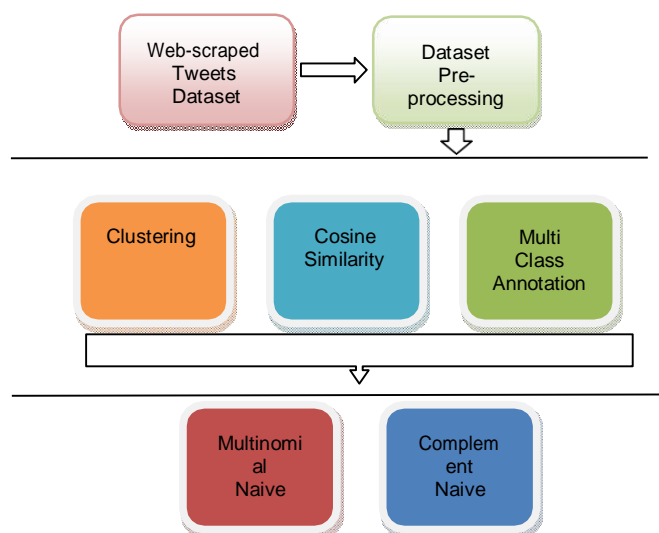 Web-scraped
Tweets
Dataset
Dataset
Pre-
processing
Clustering
Cosine
Similarity
Multi
Class
Annotation
Multinomi
al
Naive
Complem
ent
Naive